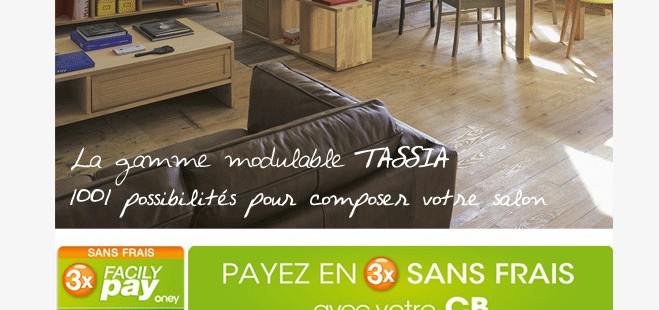 La gamme modulable TASSIA
1001 possibilités pour composer votre salon
SANS FRAIS
3x FACILY
pay oney
PAYEZ EN 3x SANS FRAIS
avec votre CB